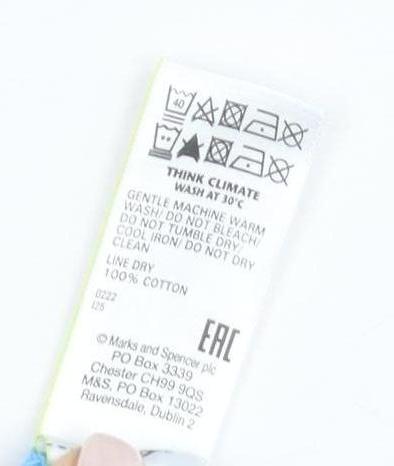 40
THINK CLIMATE
WASH AT 30°C
GENTLE MACHINE WARM
WASH/ DO NOT BLEACH/
DO NOT TUMBLE DRY/
COOL IRON/ DO NOT DRY
CLEAN
LINE DRY
100% COTTON
0222
I25
EAC
© Marks and Spencer plc
PO Box 3339
Chester CH99 9QS
M&S, PO Box 13022
Ravensdale, Dublin 2